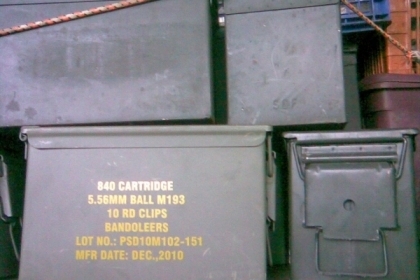 840 CARTRIDGE
5.56MM BALL M193
10 RD CLIPS
BANDOLEERS
LOT NO.: PSD10M102-151
MFR DATE: DEC.,2010